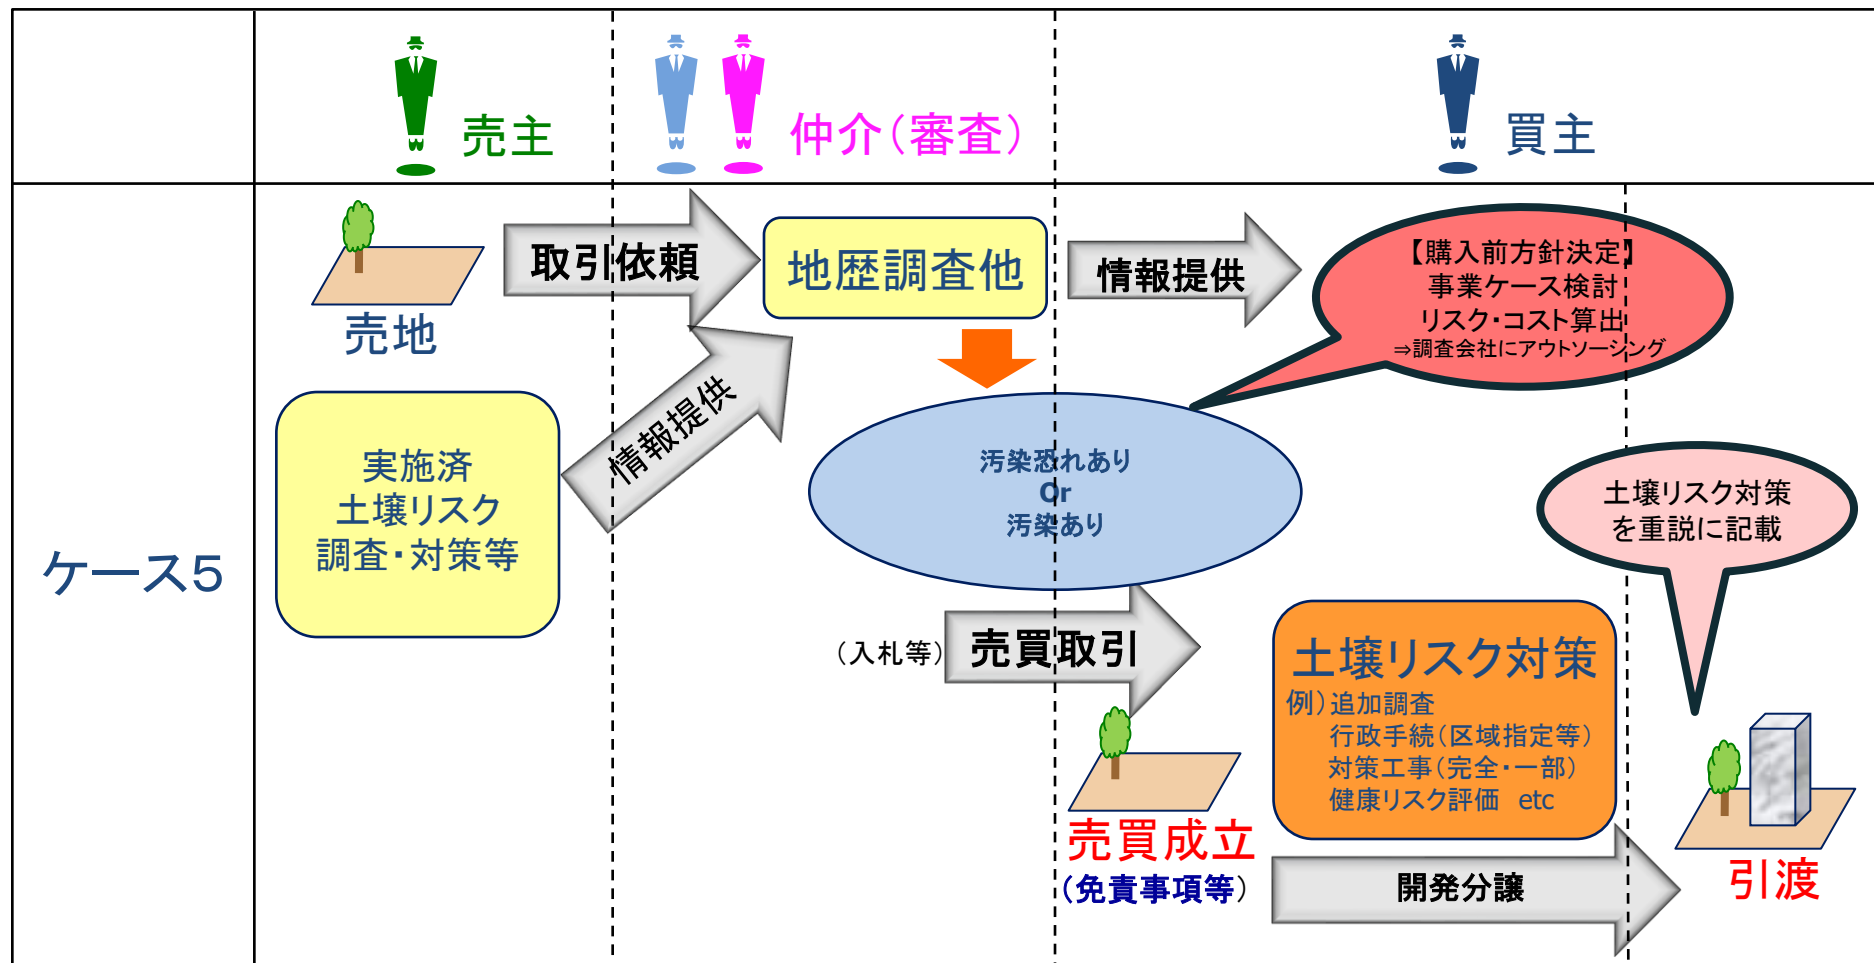 売主
仲介（審査）
買主
ケース5
売地
取引依頼
地歴調査他
情報提供
【購入前方針決定】
事業ケース検討
リスク・コスト算出
⇒調査会社にアウトソーシング
実施済
土壌リスク
調査・対策等
情報提供
汚染恐れあり
Or
汚染あり
土壌リスク対策
を重説に記載
（入札等）
売買取引
土壌リスク対策
例）追加調査
行政手続（区域指定等）
対策工事（完全・一部）
健康リスク評価　etc
売買成立
（免責事項等）
開発分譲
引渡